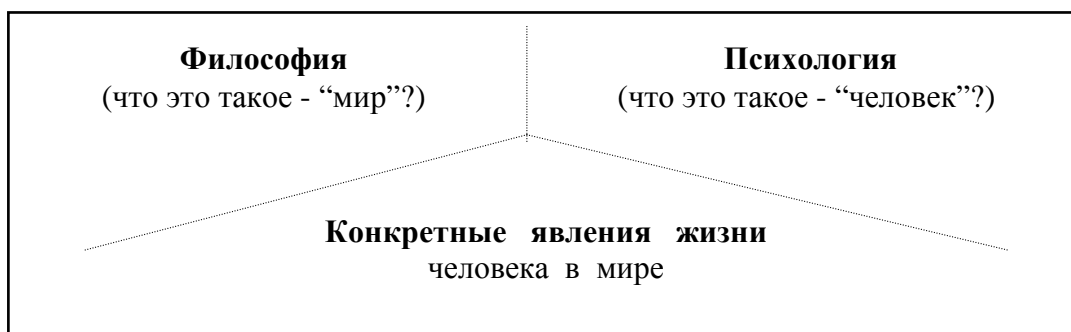 Философия
(что это такое - “мир”?)
Психология
(что это такое - “человек”?)
Конкретные явления жизни
человека в мире